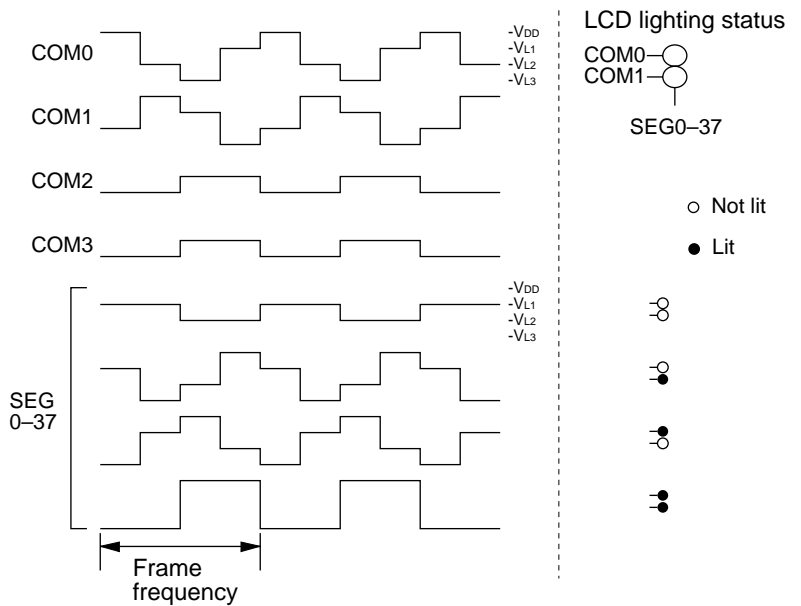 LCD lighting status
COM0
-VDD
-VL1
-VL2
-VL3
COM0
COM1
SEG0–37
COM1
COM2
Not lit
COM3
Lit
-VDD
-VL1
-VL2
-VL3
SEG
0–37
Frame
frequency